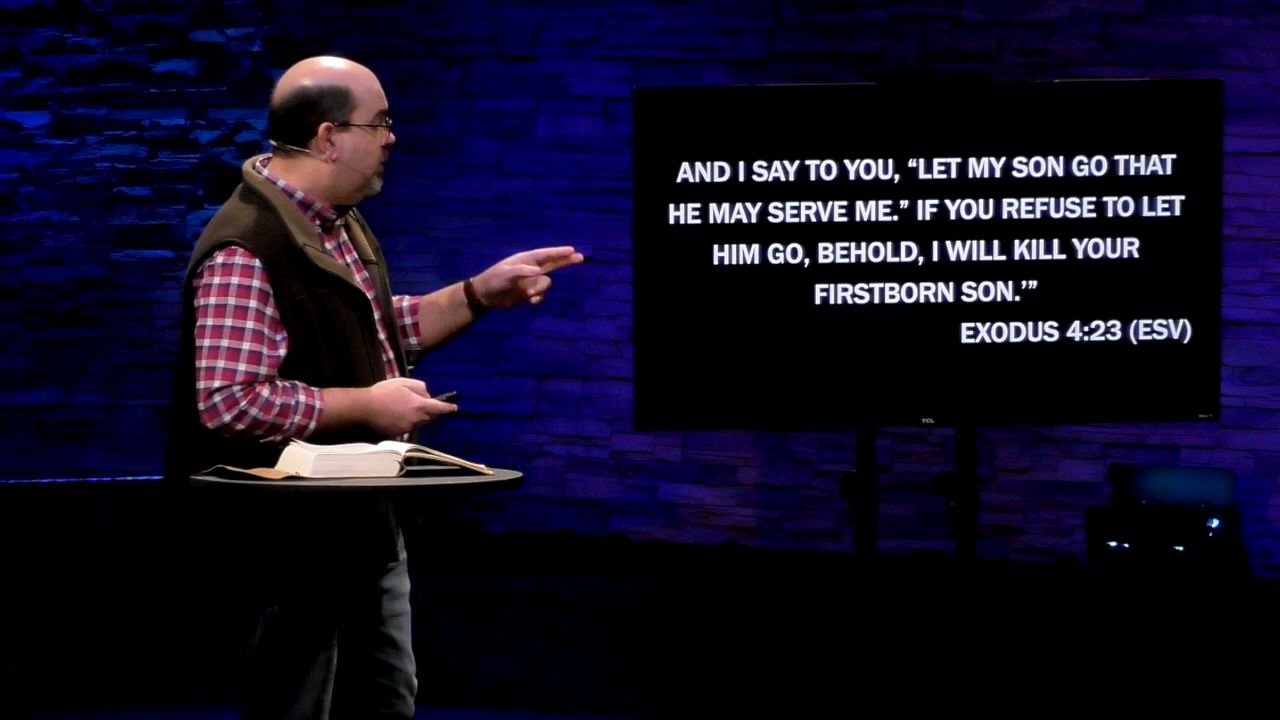 AND I SAY TO YOU, “LET MY SON GO THAT
HE MAY SERVE ME.” IF YOU REFUSE TO LET
HIM GO, BEHOLD, I WILL KILL YOUR
FIRSTBORN SON.’”
EXODUS 4:23 (ESV)
TCL